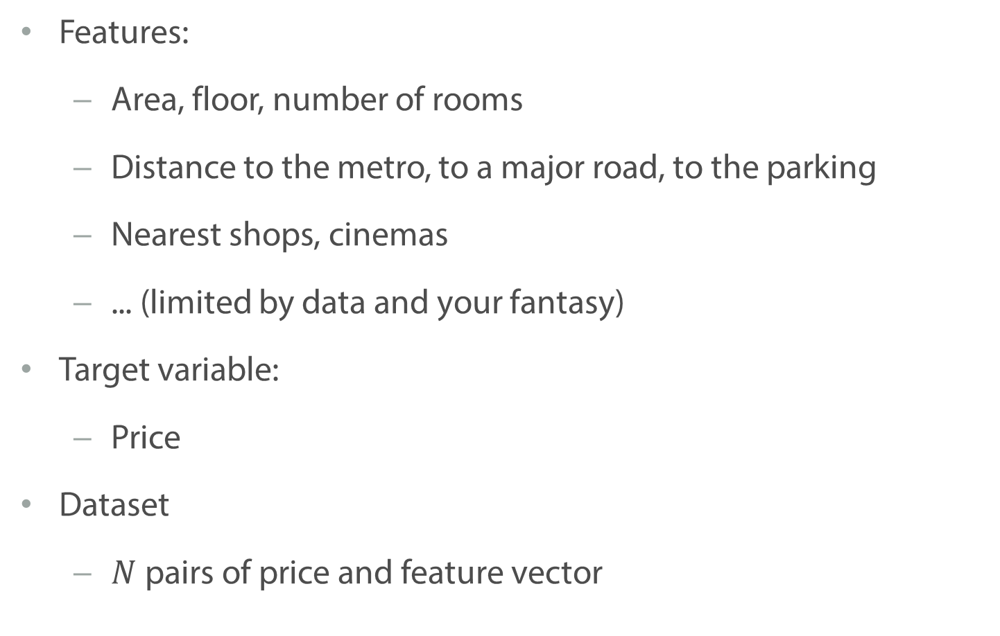 • Features:
– Area, floor, number of rooms
– Distance to the metro, to a major road, to the parking
– Nearest shops, cinemas
– ... (limited by data and your fantasy)
• Target variable:
– Price
• Dataset
– N pairs of price and feature vector